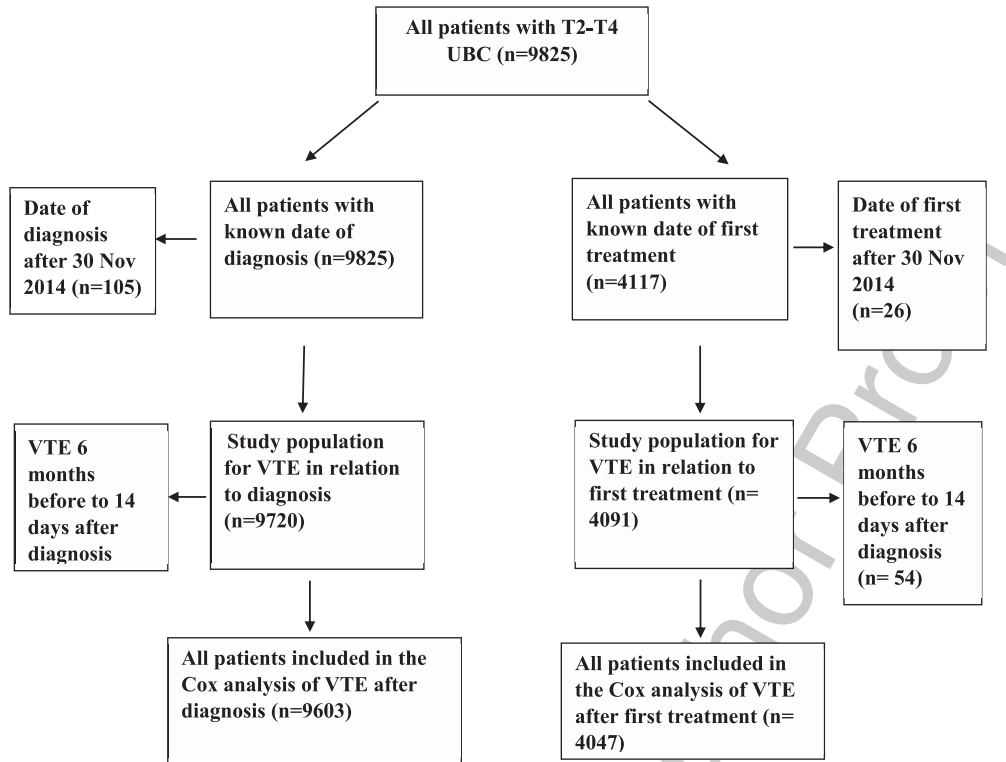 All patients with T2-T4
UBC (n=9825)
Date of
diagnosis
after 30 Nov
2014 (n=105)
All patients with
known date of
diagnosis (n=9825)
All patients with
known date of first
treatment
(n=4117)
Date of first
treatment
after 30 Nov
2014
(n=26)
VTE 6
months
before to 14
days after
diagnosis
Study population
for VTE in relation
to diagnosis
(n=9720)
Study population for
VTE in relation to
first treatment (n=
4091)
VTE 6
months
before to 14
days after
diagnosis
(n= 54)
All patients included in the
Cox analysis of VTE after
diagnosis (n=9603)
All patients included in
the Cox analysis of VTE
after first treatment (n=
4047)